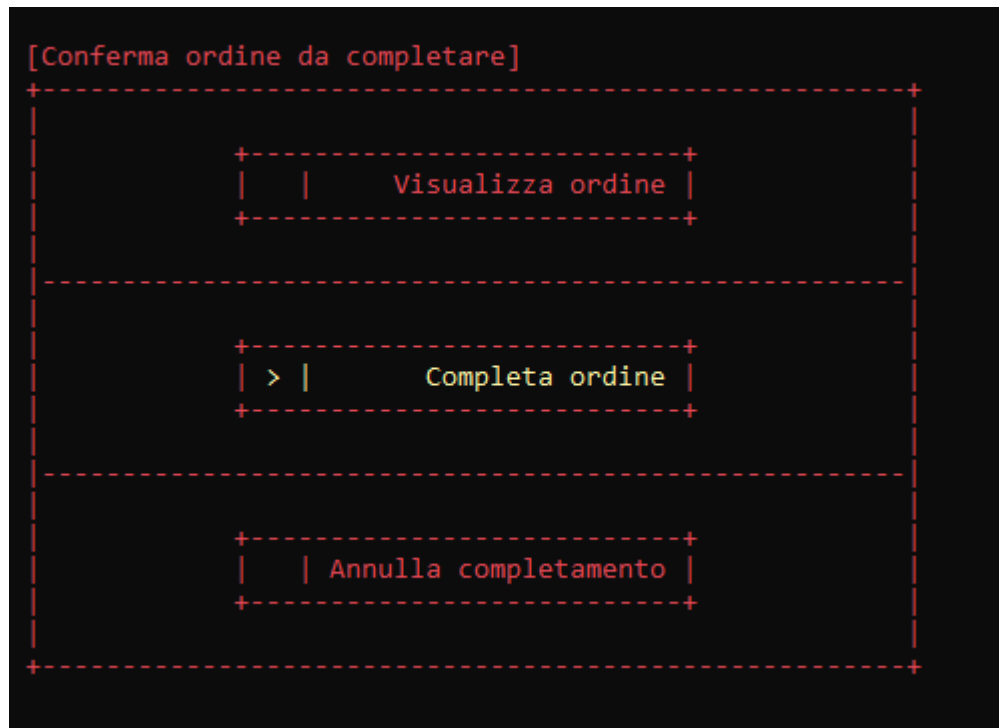 [Conferma ordine da completare]
Visualizza ordine
> | Completa ordine
Annulla completamento